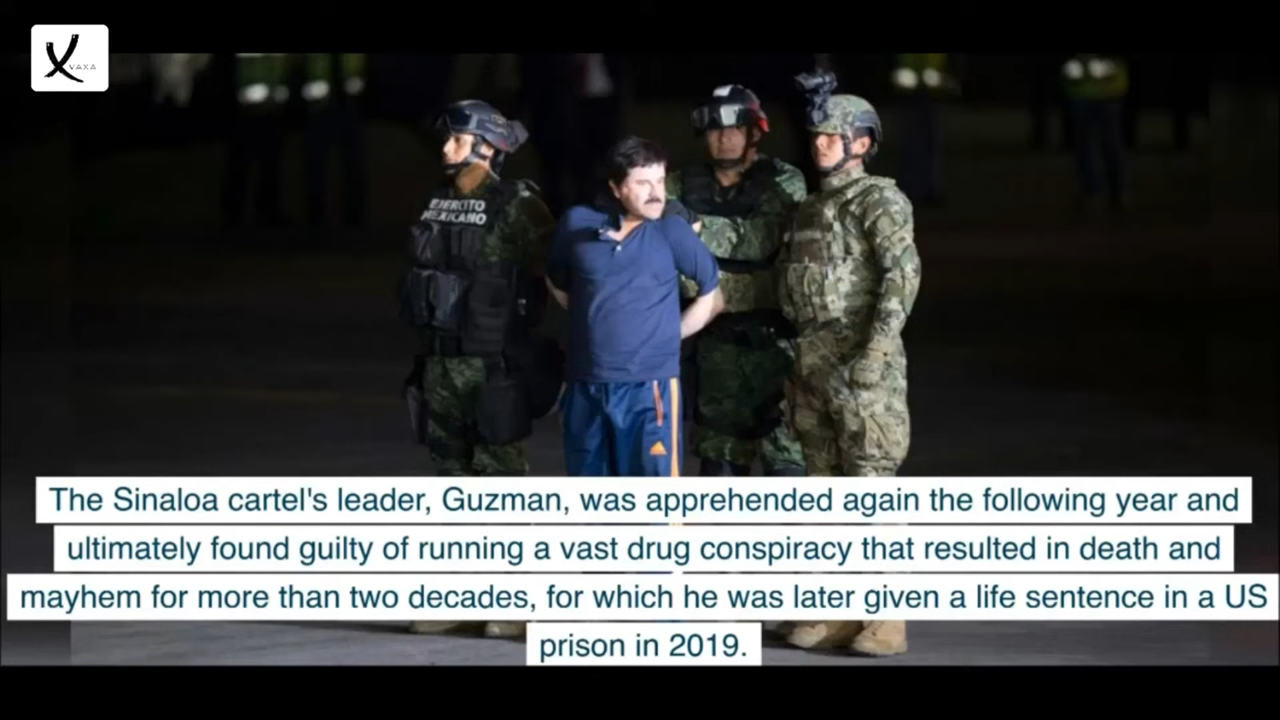 VAXA
EJERCITO
MEXICANO
The Sinaloa cartel's leader, Guzman, was apprehended again the following year and
ultimately found guilty of running a vast drug conspiracy that resulted in death and
mayhem for more than two decades, for which he was later given a life sentence in a US
prison in 2019.